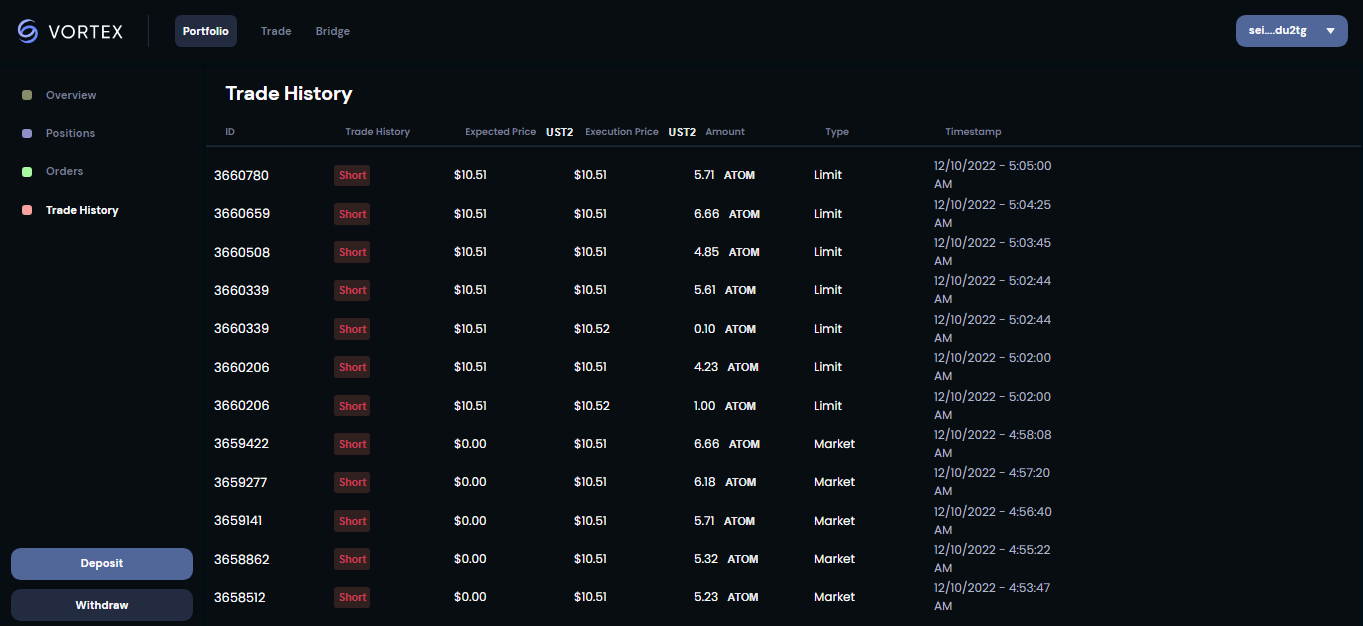 VORTEX
Portfolio Trade Bridge
sei....du2tg
Overview
Positions
Orders
Trade History
Deposit
Withdraw
Trade History
ID Trade History Expected Price UST2 Execution Price UST2 Amount Type Timestamp
3660780 Short $10.51 $10.51 5.71 ATOM Limit 12/10/2022 - 5:05:00
AM
3660659 Short $10.51 $10.51 6.66 ATOM Limit 12/10/2022 - 5:04:25
AM
3660508 Short $10.51 $10.51 4.85 ATOM Limit 12/10/2022 - 5:03:45
AM
3660339 Short $10.51 $10.51 5.61 ATOM Limit 12/10/2022 - 5:02:44
AM
3660339 Short $10.51 $10.52 0.10 ATOM Limit 12/10/2022 - 5:02:44
AM
3660206 Short $10.51 $10.51 4.23 ATOM Limit 12/10/2022 - 5:02:00
AM
3660206 Short $10.51 $10.52 1.00 ATOM Limit 12/10/2022 - 5:02:00
AM
3659422 Short $0.00 $10.51 6.66 ATOM Market 12/10/2022 - 4:58:08
AM
3659277 Short $0.00 $10.51 6.18 ATOM Market 12/10/2022 - 4:57:20
AM
3659141 Short $0.00 $10.51 5.71 ATOM Market 12/10/2022 - 4:56:40
AM
3658862 Short $0.00 $10.51 5.32 ATOM Market 12/10/2022 - 4:55:22
AM
3658512 Short $0.00 $10.51 5.23 ATOM Market 12/10/2022 - 4:53:47
AM